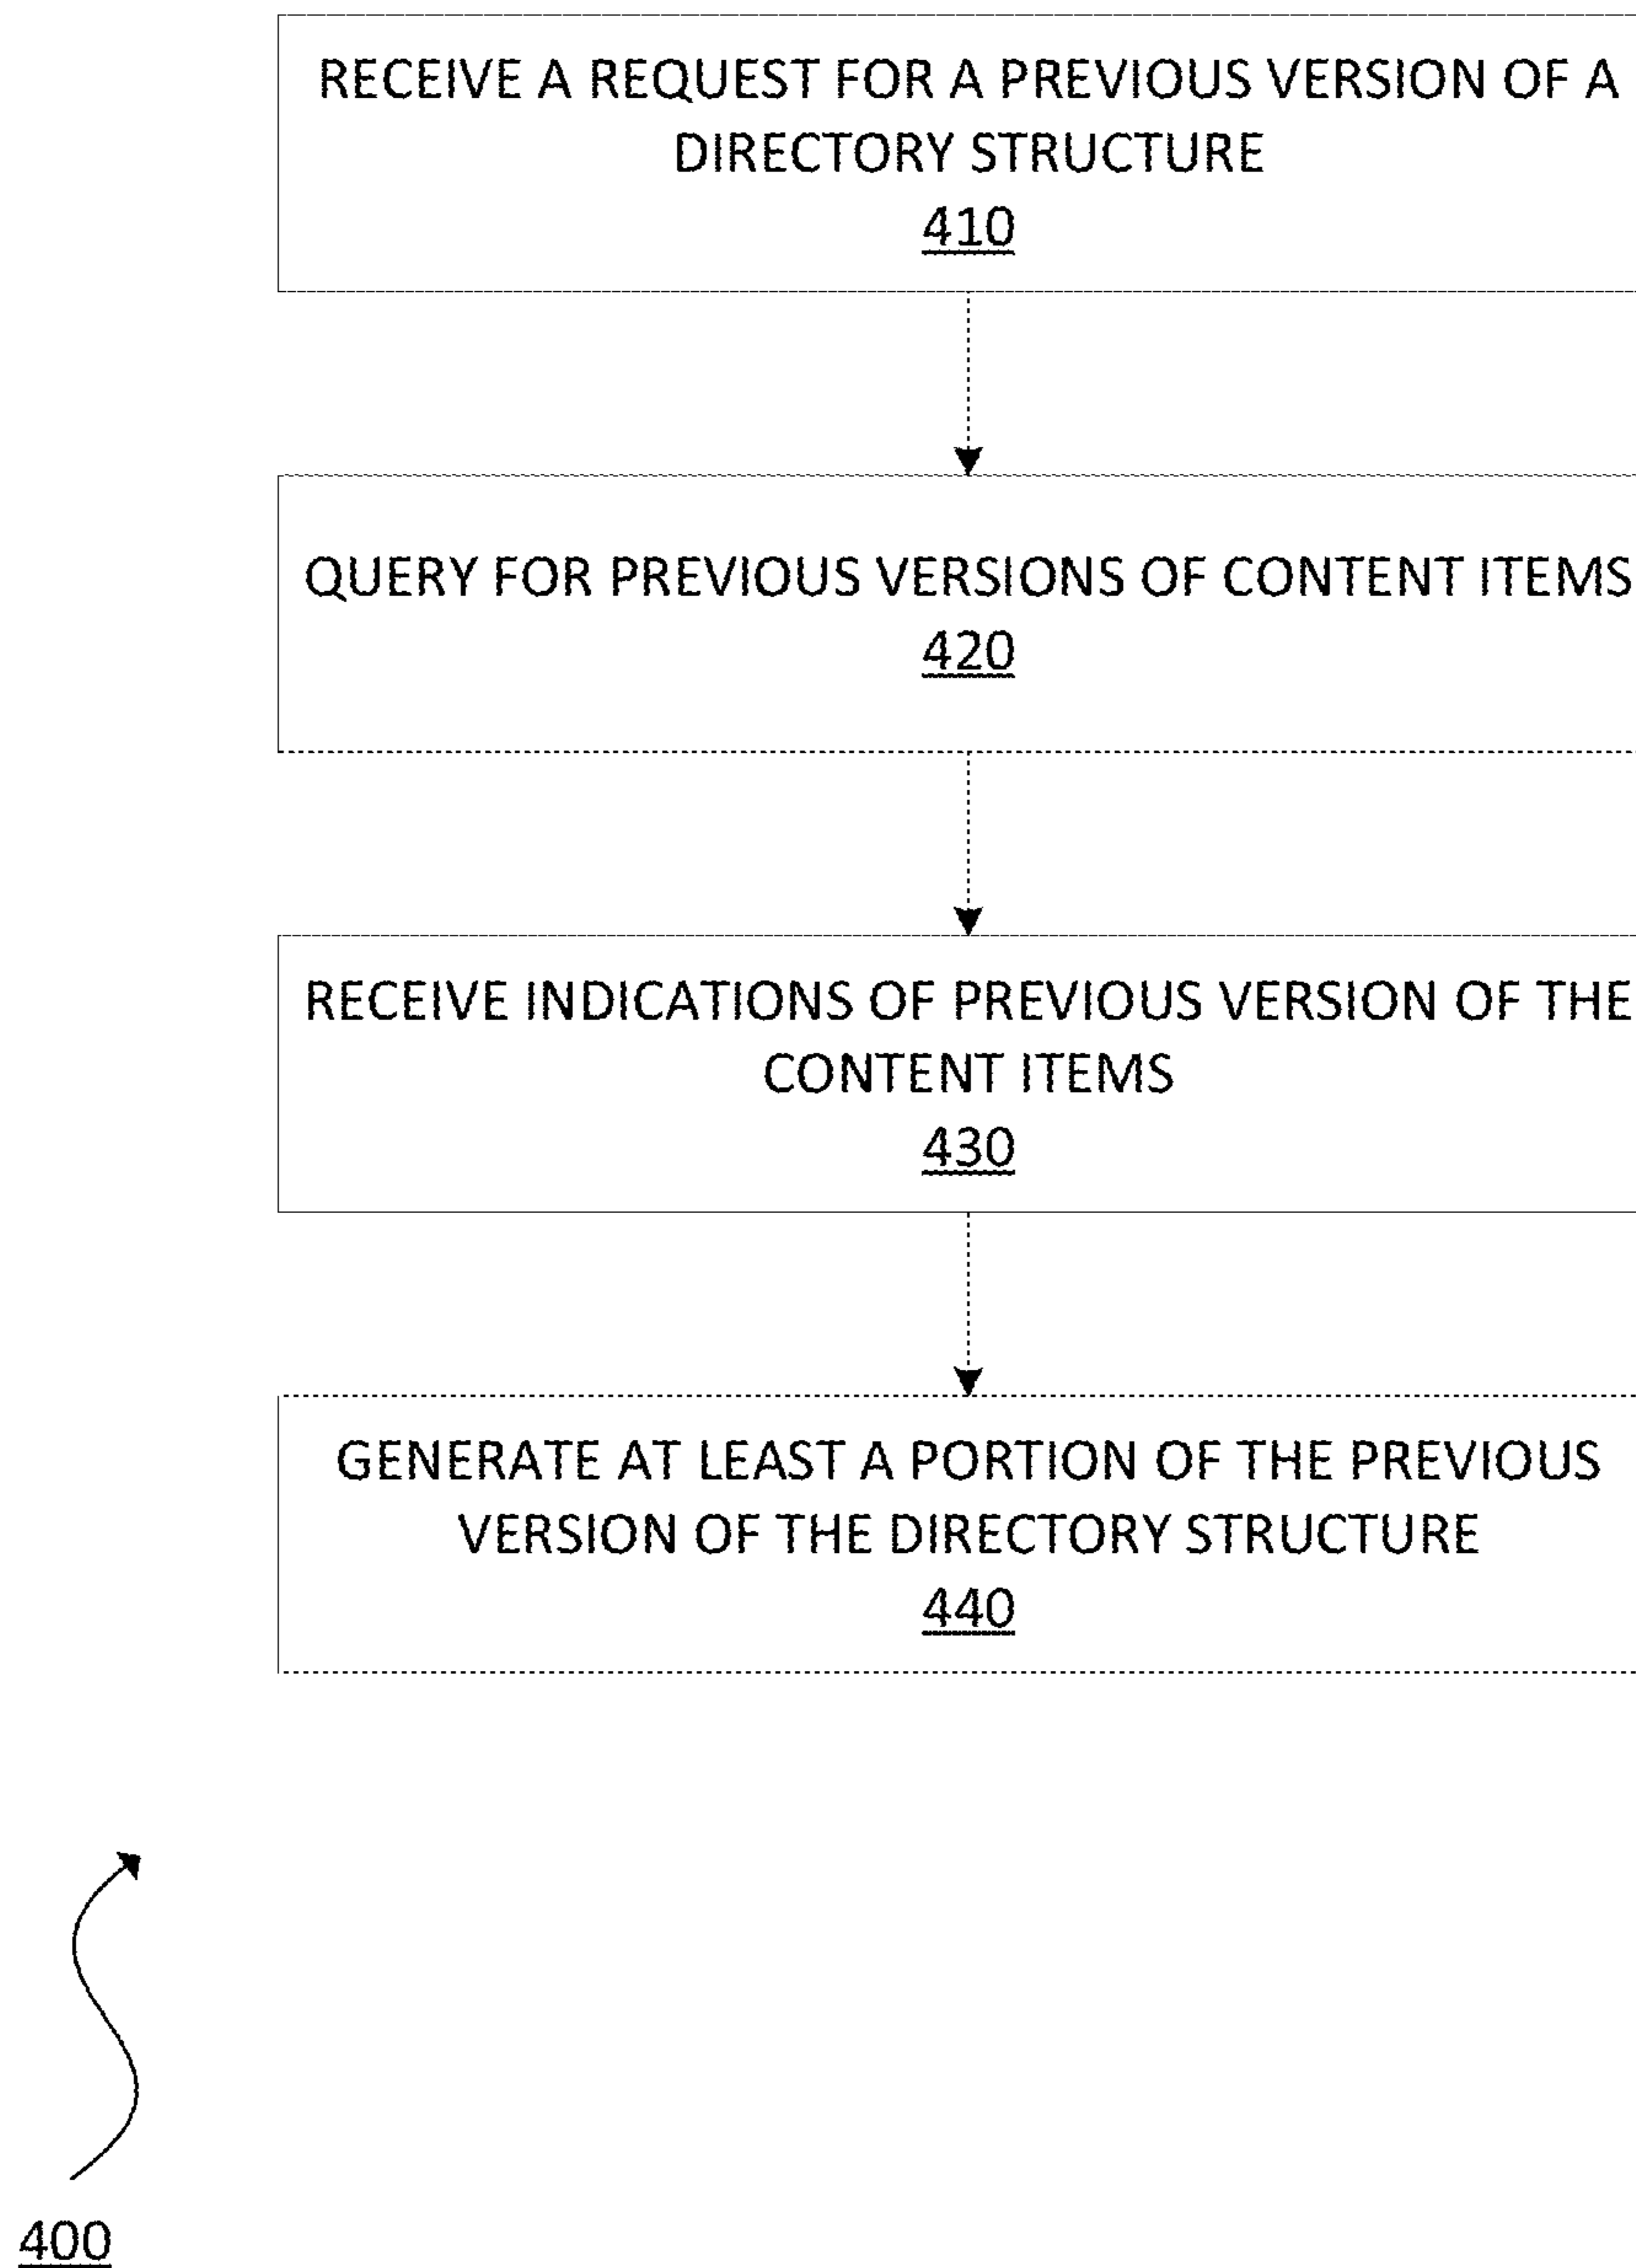 RECEIVE A REQUEST FOR A PREVIOUS VERSION OF A
DIRECTORY STRUCTURE
410
QUERY FOR PREVIOUS VERSIONS OF CONTENT ITEMS
420
RECEIVE INDICATIONS OF PREVIOUS VERSION OF THE
CONTENT ITEMS
430
GENERATE AT LEAST A PORTION OF THE PREVIOUS
VERSION OF THE DIRECTORY STRUCTURE
440
400